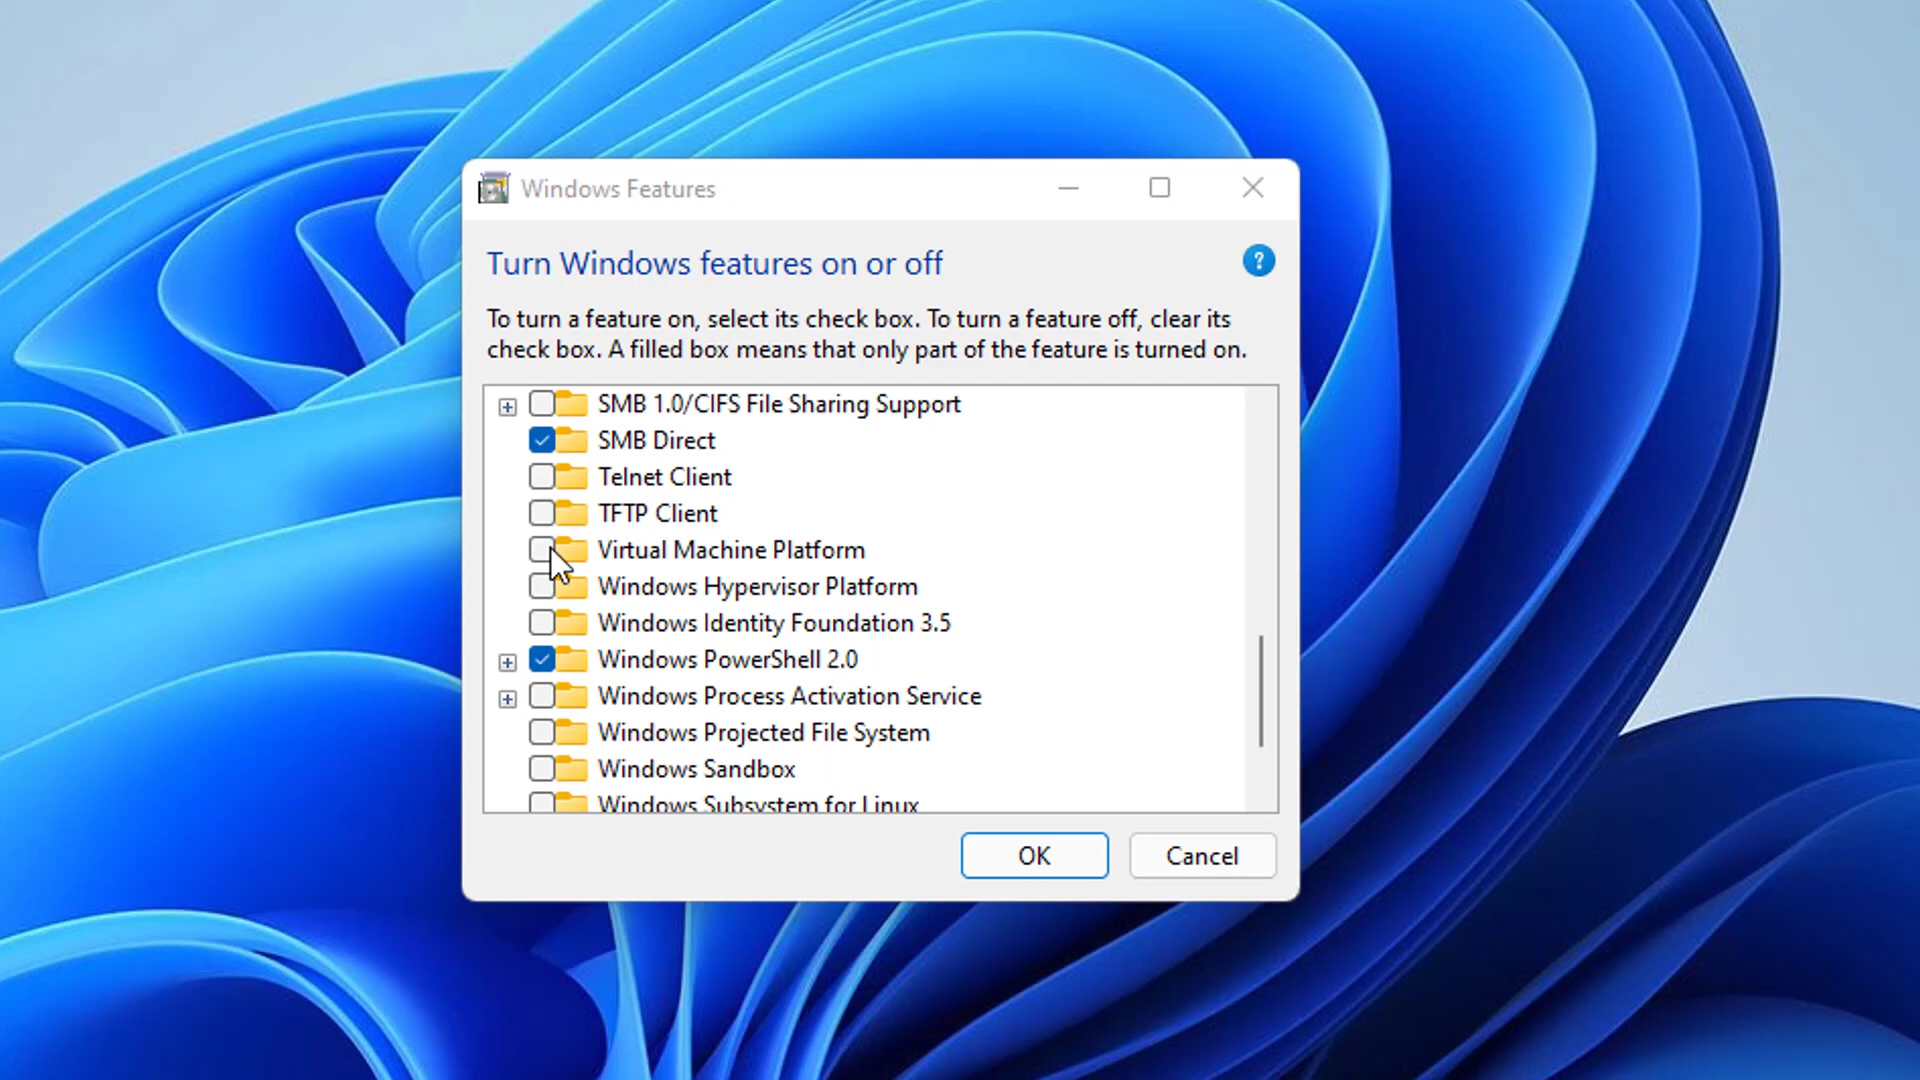 Windows Features
Turn Windows features on or off
?
To turn a feature on, select its check box. To turn a feature off, clear its
check box. A filled box means that only part of the feature is turned on.
SMB 1.0/CIFS File Sharing Support
SMB Direct
Telnet Client
TFTP Client
Virtual Machine Platform
Windows Hypervisor Platform
Windows Identity Foundation 3.5
Windows PowerShell 2.0
Windows Process Activation Service
Windows Projected File System
Windows Sandbox
Windows Subsystem for Linux
OK
Cancel